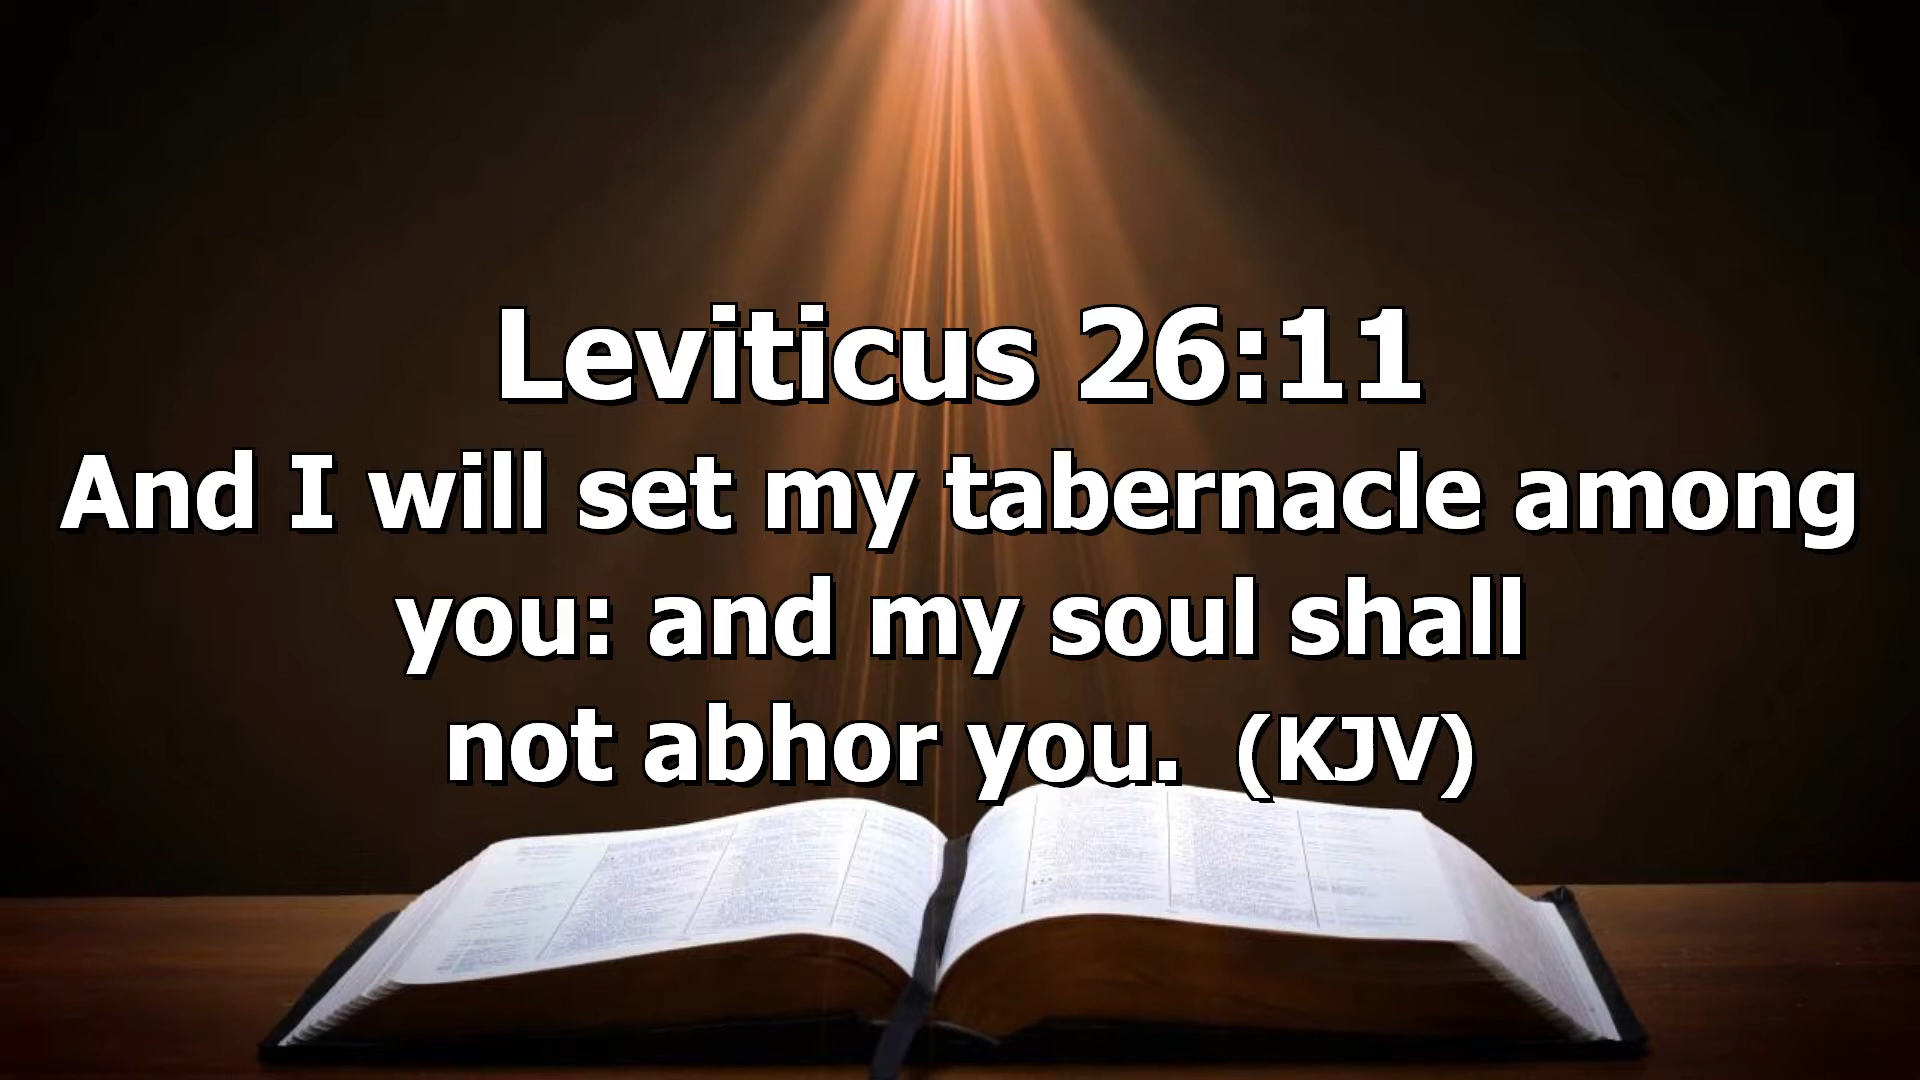 Leviticus 26:11
And I will set my tabernacle among
you: and my soul shall
not abhor you. (KJV)